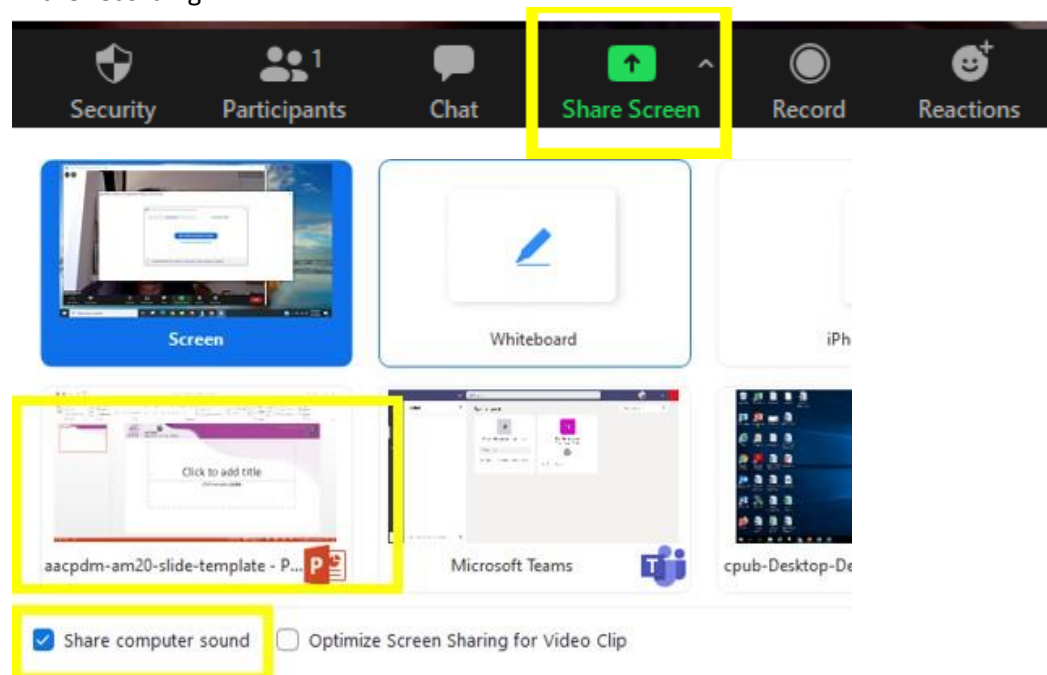 1
Security Participants Chat Share Screen Record Reactions
Screen Whiteboard iPh
Click to add title
aacpdm-am20-slide-template - P... P
Microsoft Teams T
cpub-Desktop-De
Share computer sound Optimize Screen Sharing for Video Clip